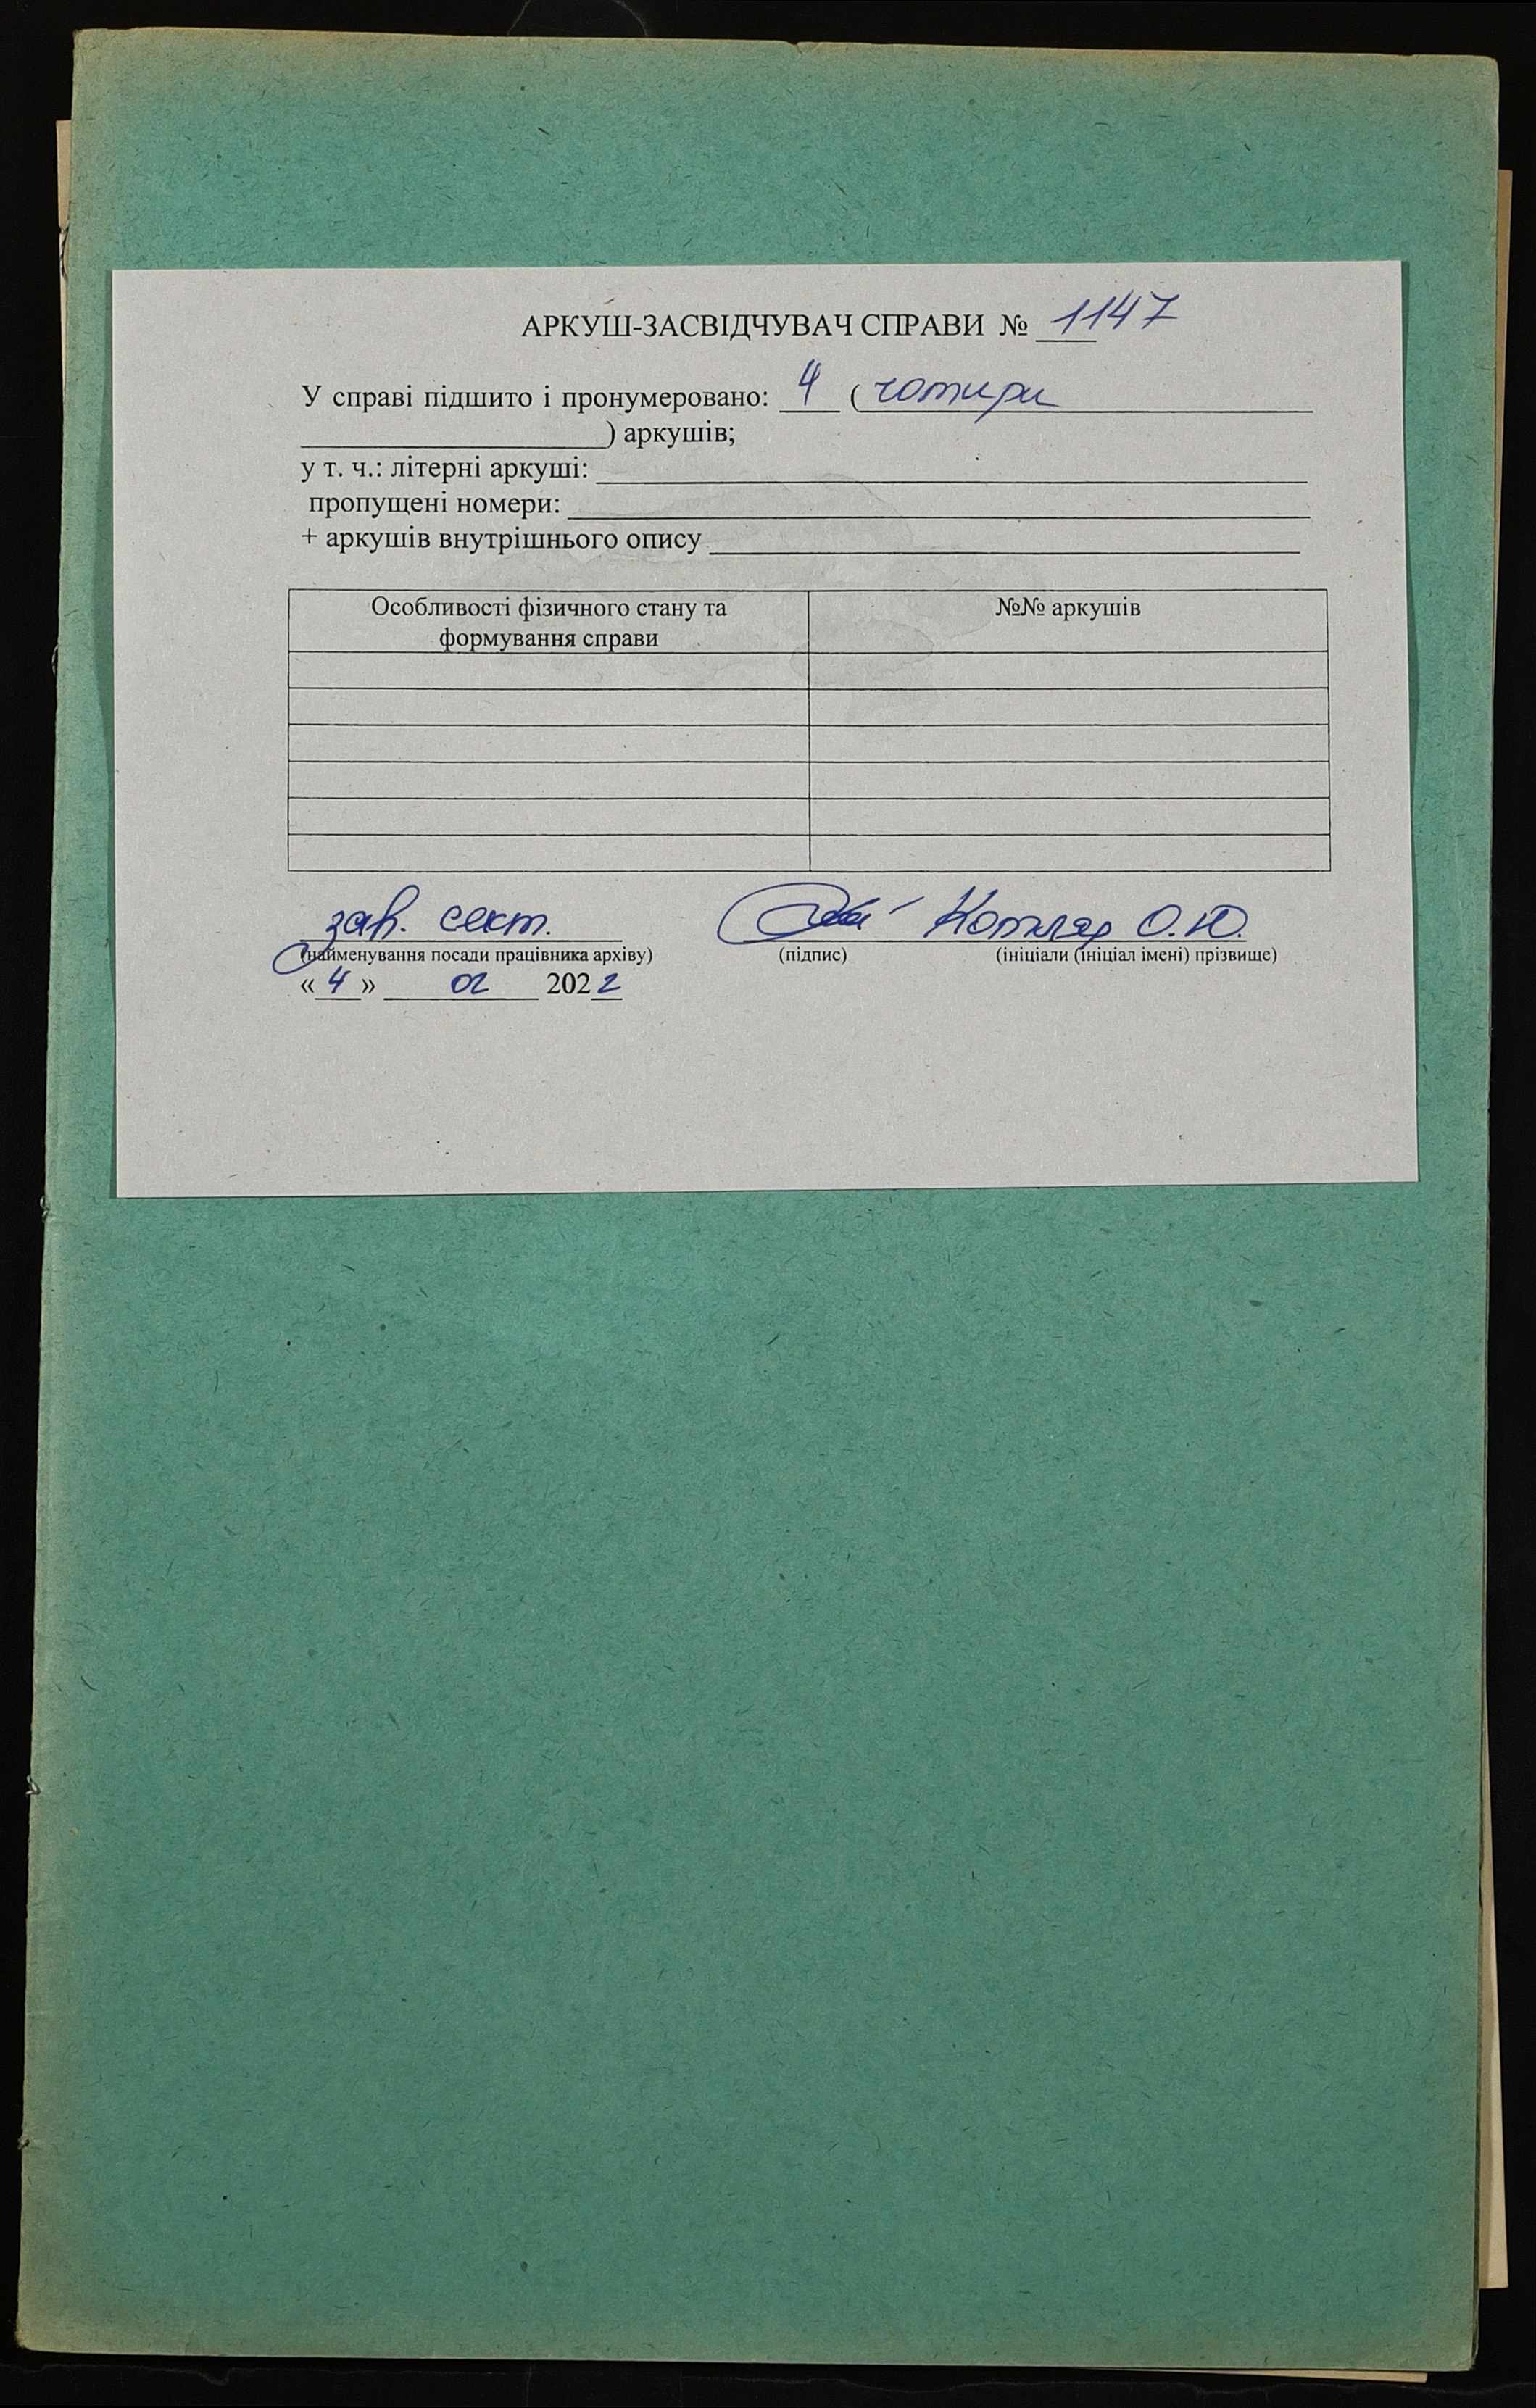 АРКУШ-ЗАСВІДЧУВАЧ СПРАВИ № 1147
У справі підшито і пронумеровано: 4 (чотири
) аркушів;
у т. ч.: літерні аркуші:
пропущені номери:
+ аркушів внутрішнього опису
Особливості фізичного стану та формування справи
№№ аркушів
зав. сект. Котляр О.Ю.
(найменування посади працівника архіву) (підпис) (ініціали (ініціал імені) прізвище)
« 4 » 02 2022